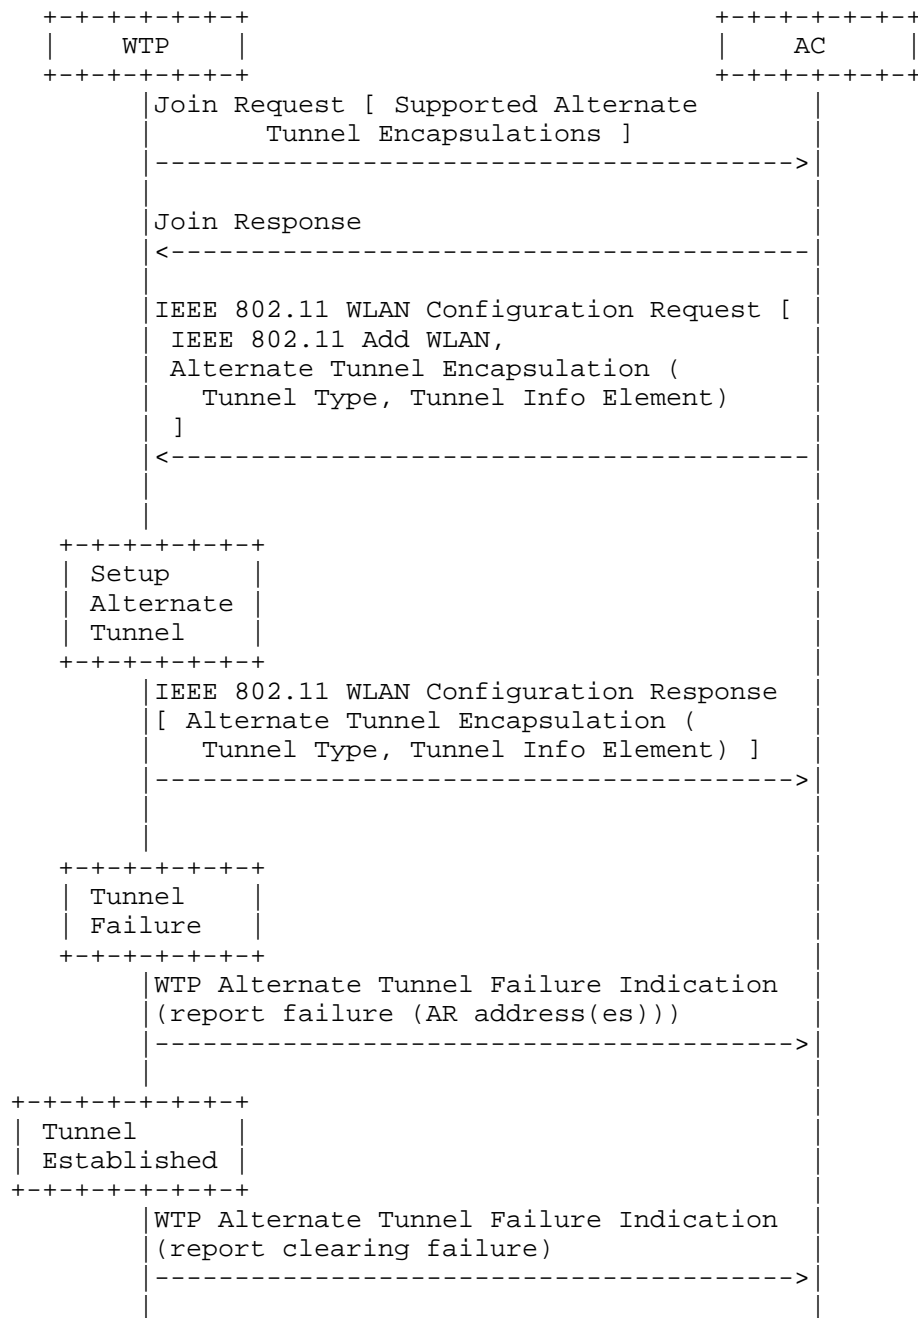 WTP AC
Join Request [ Supported Alternate
Tunnel Encapsulations ]
Join Response
IEEE 802.11 WLAN Configuration Request [
IEEE 802.11 Add WLAN,
Alternate Tunnel Encapsulation (
Tunnel Type, Tunnel Info Element)
]
Setup
Alternate
Tunnel
IEEE 802.11 WLAN Configuration Response
[ Alternate Tunnel Encapsulation (
Tunnel Type, Tunnel Info Element) ]
Tunnel
Failure
WTP Alternate Tunnel Failure Indication
(report failure (AR address(es)))
Tunnel
Established
WTP Alternate Tunnel Failure Indication
(report clearing failure)